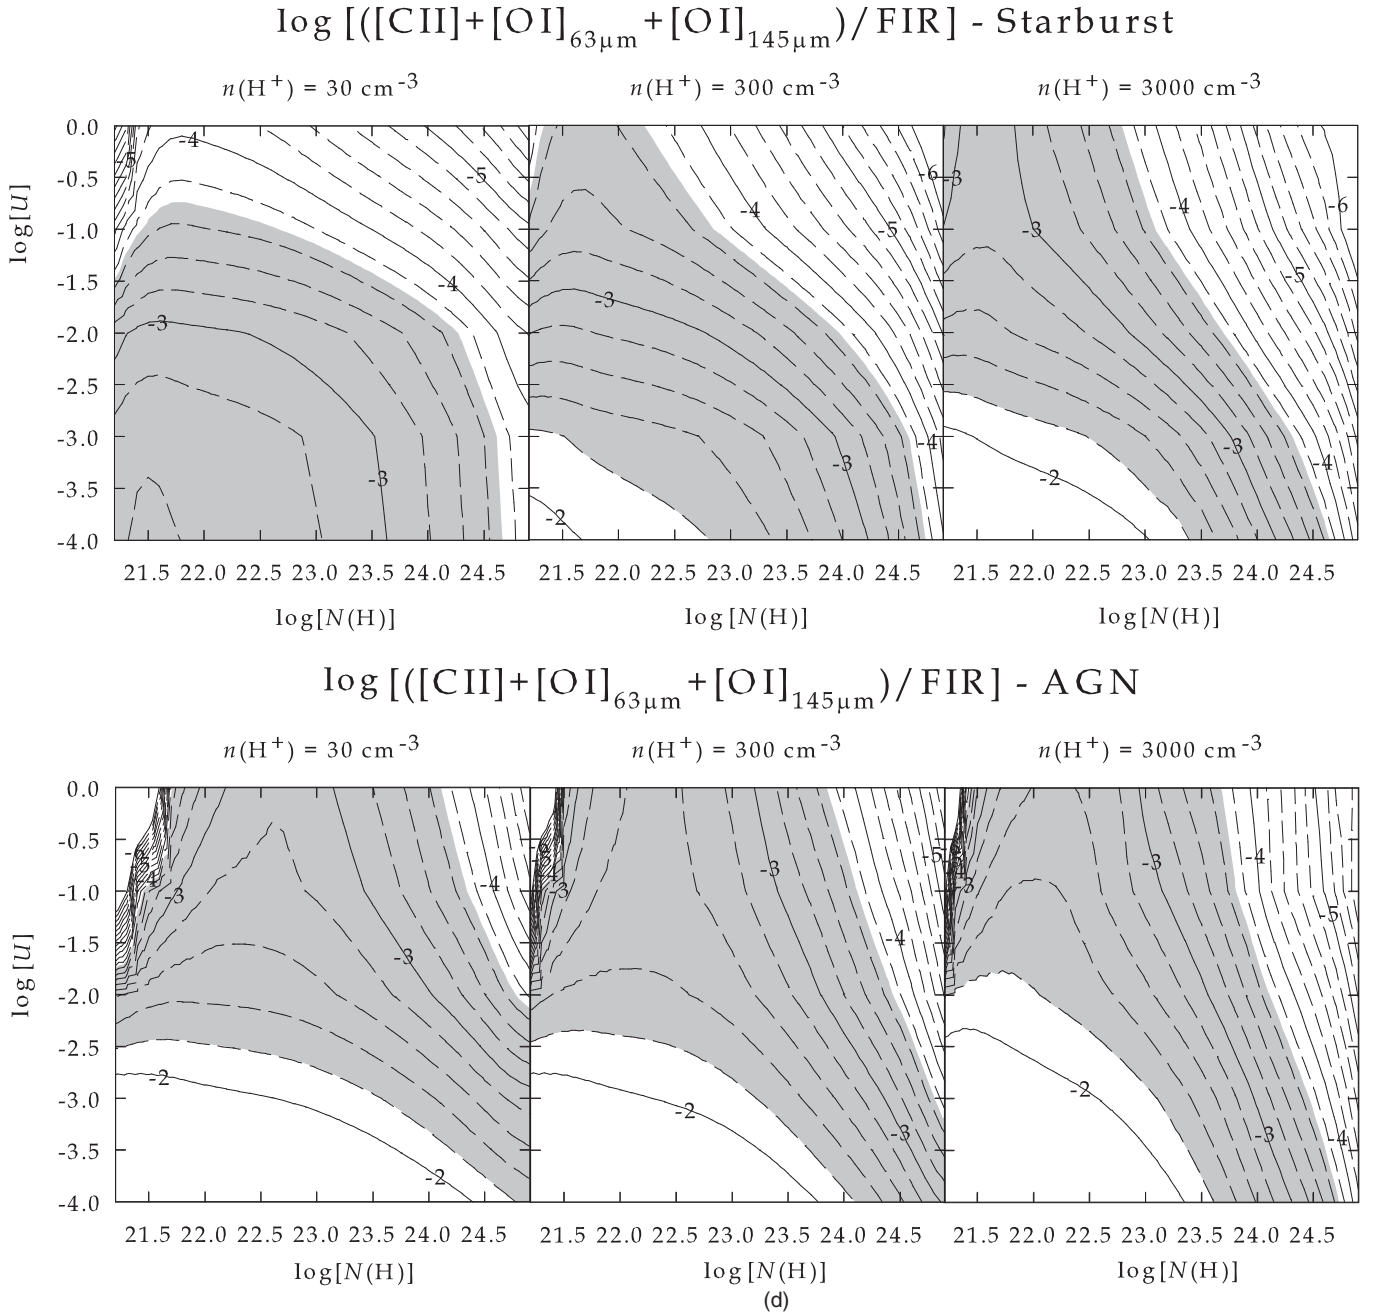 log [([CII]+[OI]63μm+[OI]145μm)/FIR] - Starburst
n(H+) = 30 cm-3 n(H+) = 300 cm-3 n(H+) = 3000 cm-3
0.0
-0.5
-1.0
-1.5
-2.0
-2.5
-3.0
-3.5
-4.0
log[U]
-5 -4 -5 -4 -3 -3
-6 -4 -5 -3 -4 -3 -2
-3 -6 -4 -3 -5 -3 -4 -2
21.5 22.0 22.5 23.0 23.5 24.0 24.5 21.5 22.0 22.5 23.0 23.5 24.0 24.5 21.5 22.0 22.5 23.0 23.5 24.0 24.5
log[N(H)] log[N(H)] log[N(H)]
log [([CII]+[OI]63μm+[OI]145μm)/FIR] - AGN
n(H+) = 30 cm-3 n(H+) = 300 cm-3 n(H+) = 3000 cm-3
0.0
-0.5
-1.0
-1.5
-2.0
-2.5
-3.0
-3.5
-4.0
log[U]
-5 -4 -3 -4 -3 -2 -2
-5 -4 -3 -3 -4 -2 -3
-3 -3 -4 -5 -2 -3 -4
21.5 22.0 22.5 23.0 23.5 24.0 24.5 21.5 22.0 22.5 23.0 23.5 24.0 24.5 21.5 22.0 22.5 23.0 23.5 24.0 24.5
log[N(H)] log[N(H)] log[N(H)]
(d)